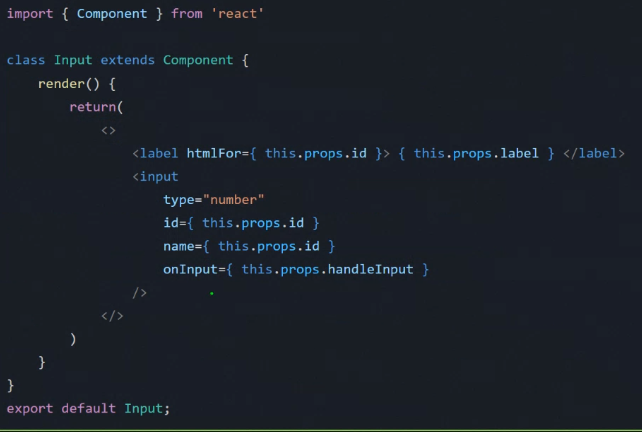 import { Component } from 'react'
class Input extends Component {
render() {
return(
<>
<label htmlFor={ this.props.id }> { this.props.label } </label>
<input
type="number"
id={ this.props.id }
name={ this.props.id }
onInput={ this.props.handleInput }
/>
</>
)
}
}
export default Input;